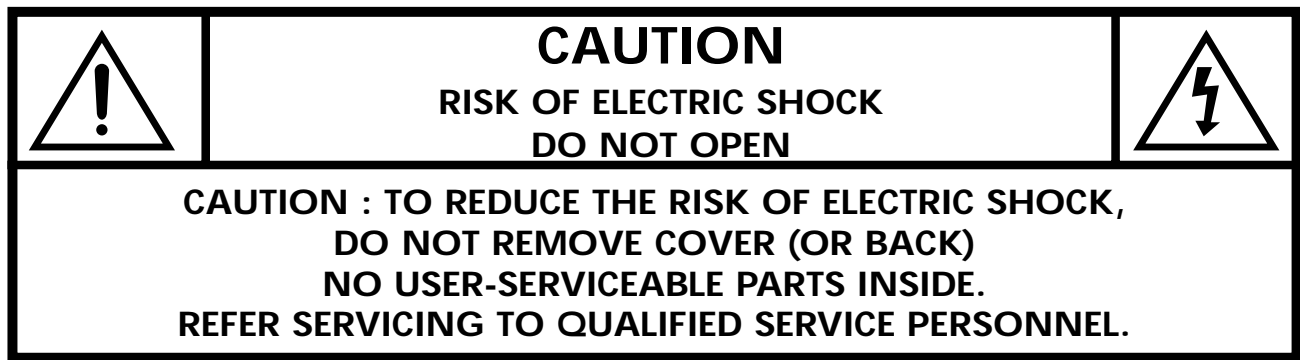 CAUTION
RISK OF ELECTRIC SHOCK
DO NOT OPEN
CAUTION : TO REDUCE THE RISK OF ELECTRIC SHOCK,
DO NOT REMOVE COVER (OR BACK)
NO USER-SERVICEABLE PARTS INSIDE.
REFER SERVICING TO QUALIFIED SERVICE PERSONNEL.